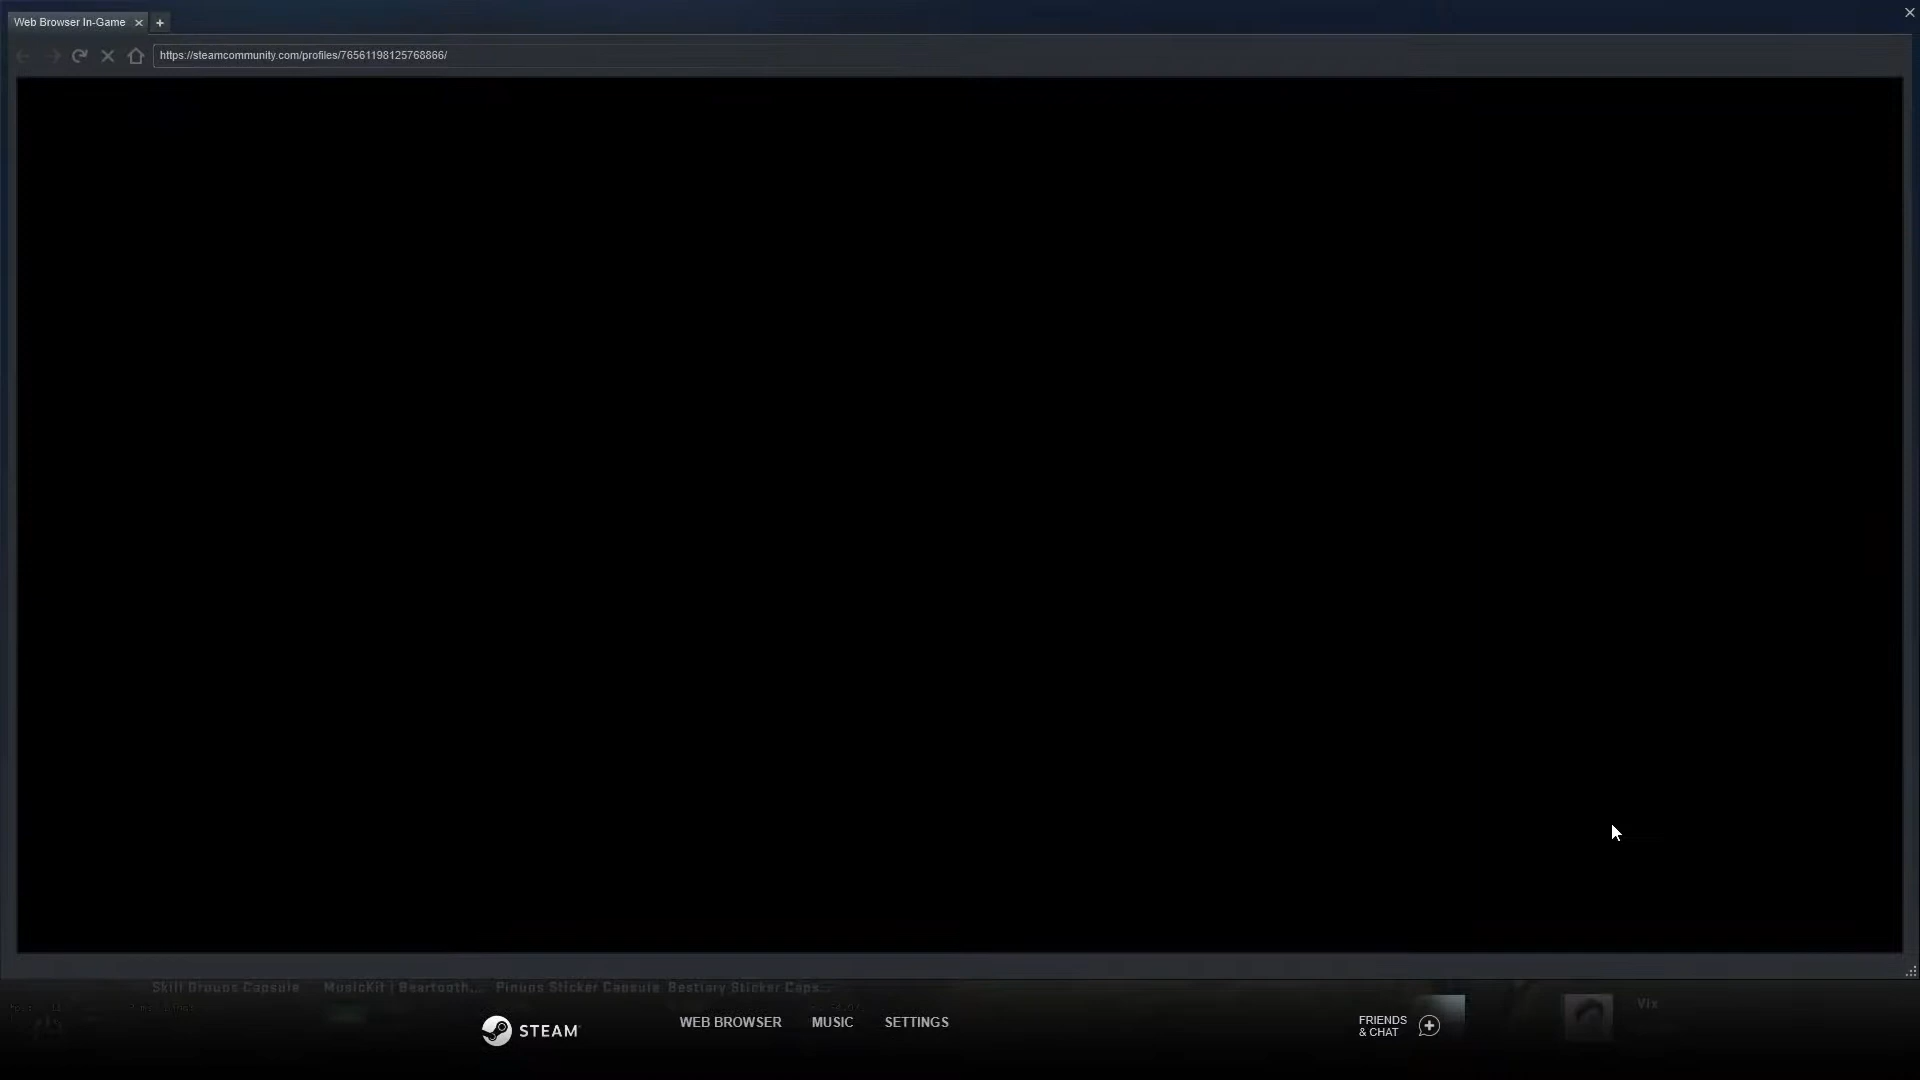 Web Browser In-Game
https://steamcommunity.com/profiles/76561198125768866/
Skill Groups Capsule
MusicKit | Beartooth...
Pinups Sticker Capsule
Bestiary Sticker Caps...
Vix
STEAM
WEB BROWSER
MUSIC
SETTINGS
FRIENDS
& CHAT